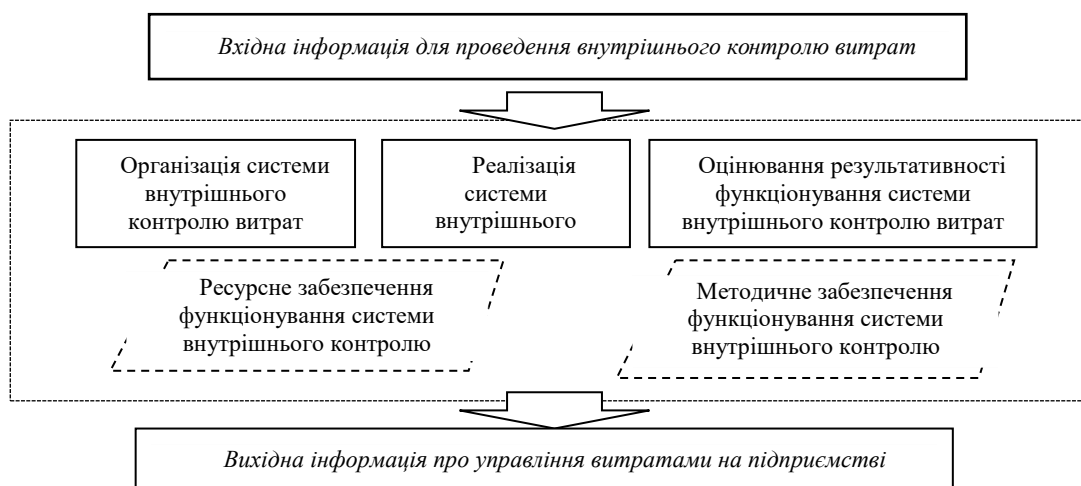 Вхідна інформація для проведення внутрішнього контролю витрат
Організація системи
внутрішнього
контролю витрат
Реалізація
системи
внутрішнього
Оцінювання результативності
функціонування системи
внутрішнього контролю витрат
Ресурсне забезпечення
функціонування системи
внутрішнього контролю
Методичне забезпечення
функціонування системи
внутрішнього контролю
Вихідна інформація про управління витратами на підприємстві